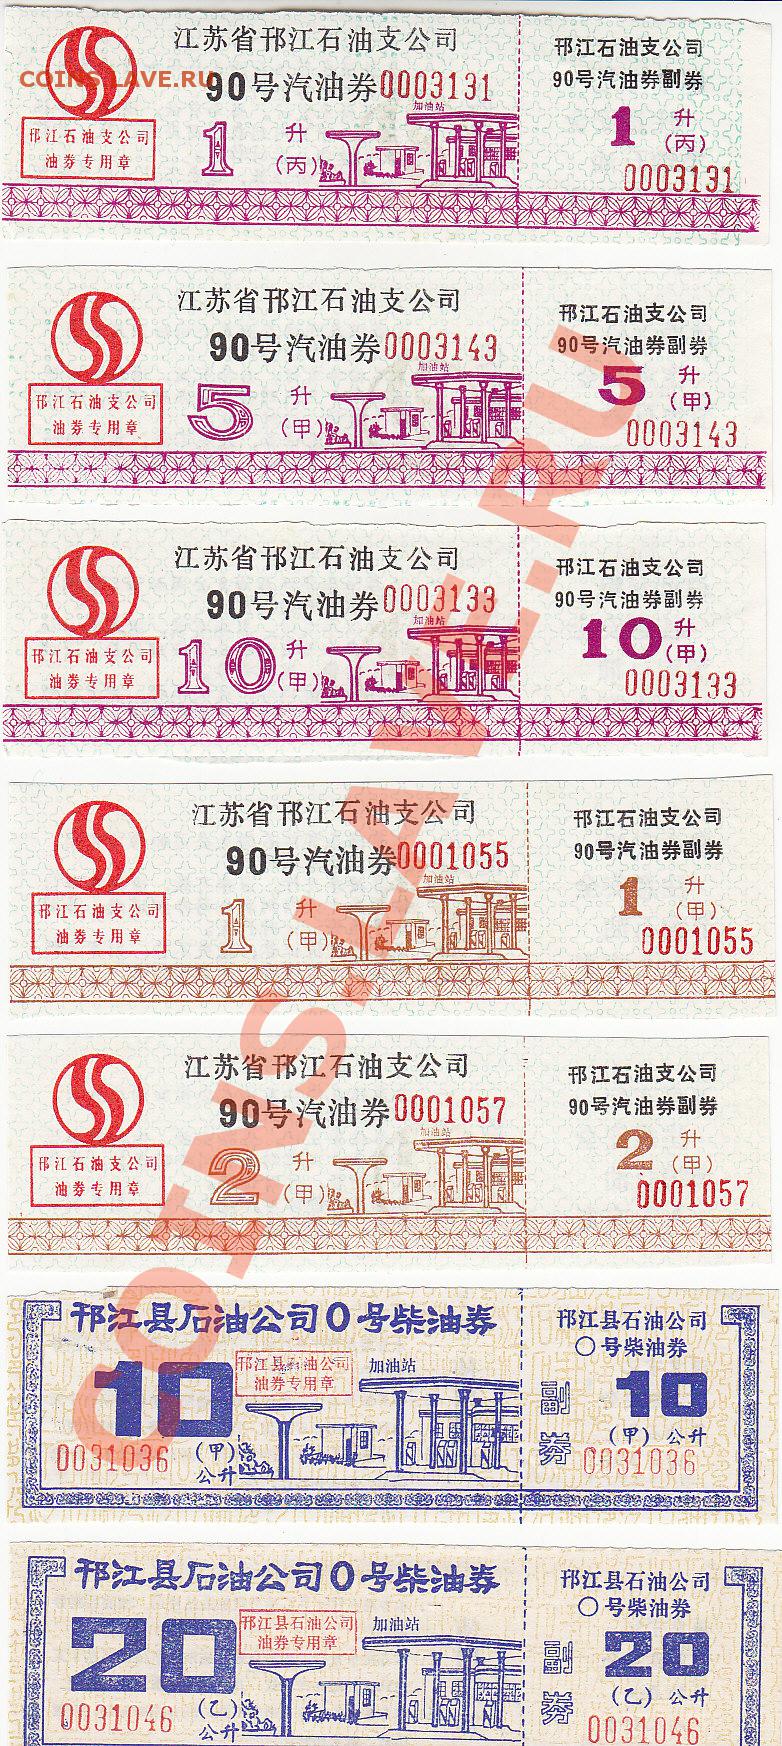 江苏省邗江石油支公司
90号汽油券0003131
加油站
1升
(丙)
邗江石油支公司
油券专用章
邗江石油支公司
90号汽油券副券
1升
(丙)
0003131
江苏省邗江石油支公司
90号汽油券0003143
加油站
5升
(甲)
邗江石油支公司
油券专用章
邗江石油支公司
90号汽油券副券
5升
(甲)
0003143
江苏省邗江石油支公司
90号汽油券0003133
加油站
10升
(甲)
邗江石油支公司
油券专用章
邗江石油支公司
90号汽油券副券
10升
(甲)
0003133
江苏省邗江石油支公司
90号汽油券0001055
加油站
1升
(甲)
邗江石油支公司
油券专用章
邗江石油支公司
90号汽油券副券
1升
(甲)
0001055
江苏省邗江石油支公司
90号汽油券0001057
加油站
2升
(甲)
邗江石油支公司
油券专用章
邗江石油支公司
90号汽油券副券
2升
(甲)
0001057
邗江县石油公司0号柴油券
10
邗江县石油公司
油券专用章
加油站
0031036
(甲)
公升
邗江县石油公司
〇号柴油券
副券
10
(甲)公升
0031036
邗江县石油公司0号柴油券
20
邗江县石油公司
油券专用章
加油站
0031046
(乙)
公升
邗江县石油公司
〇号柴油券
副券
20
(乙)公升
0031046
COINS.LAVE.RU
COINS.LAVE.RU